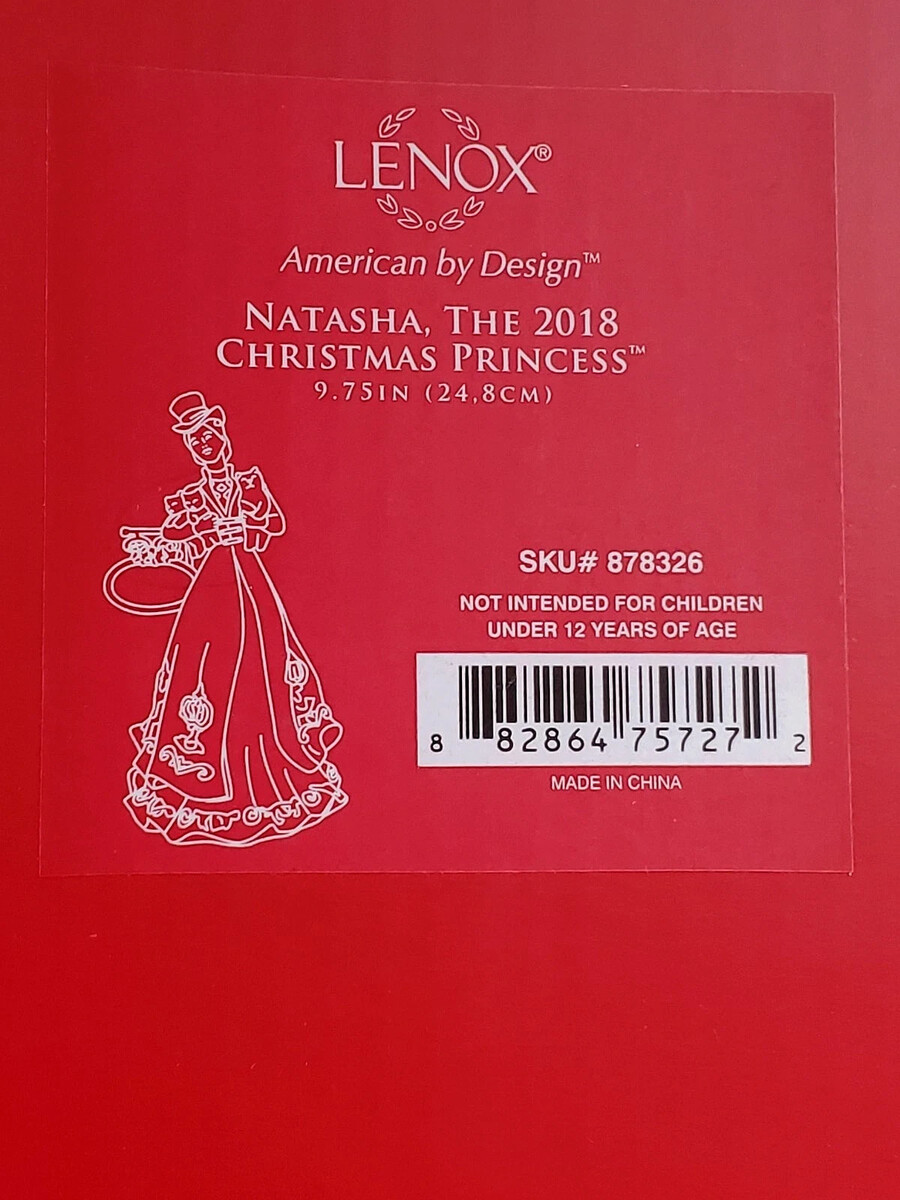 LENOX®
American by Design™
NATASHA, THE 2018
CHRISTMAS PRINCESS™
9.75IN (24,8CM)
SKU# 878326
NOT INTENDED FOR CHILDREN
UNDER 12 YEARS OF AGE
8 82864 75727 2
MADE IN CHINA